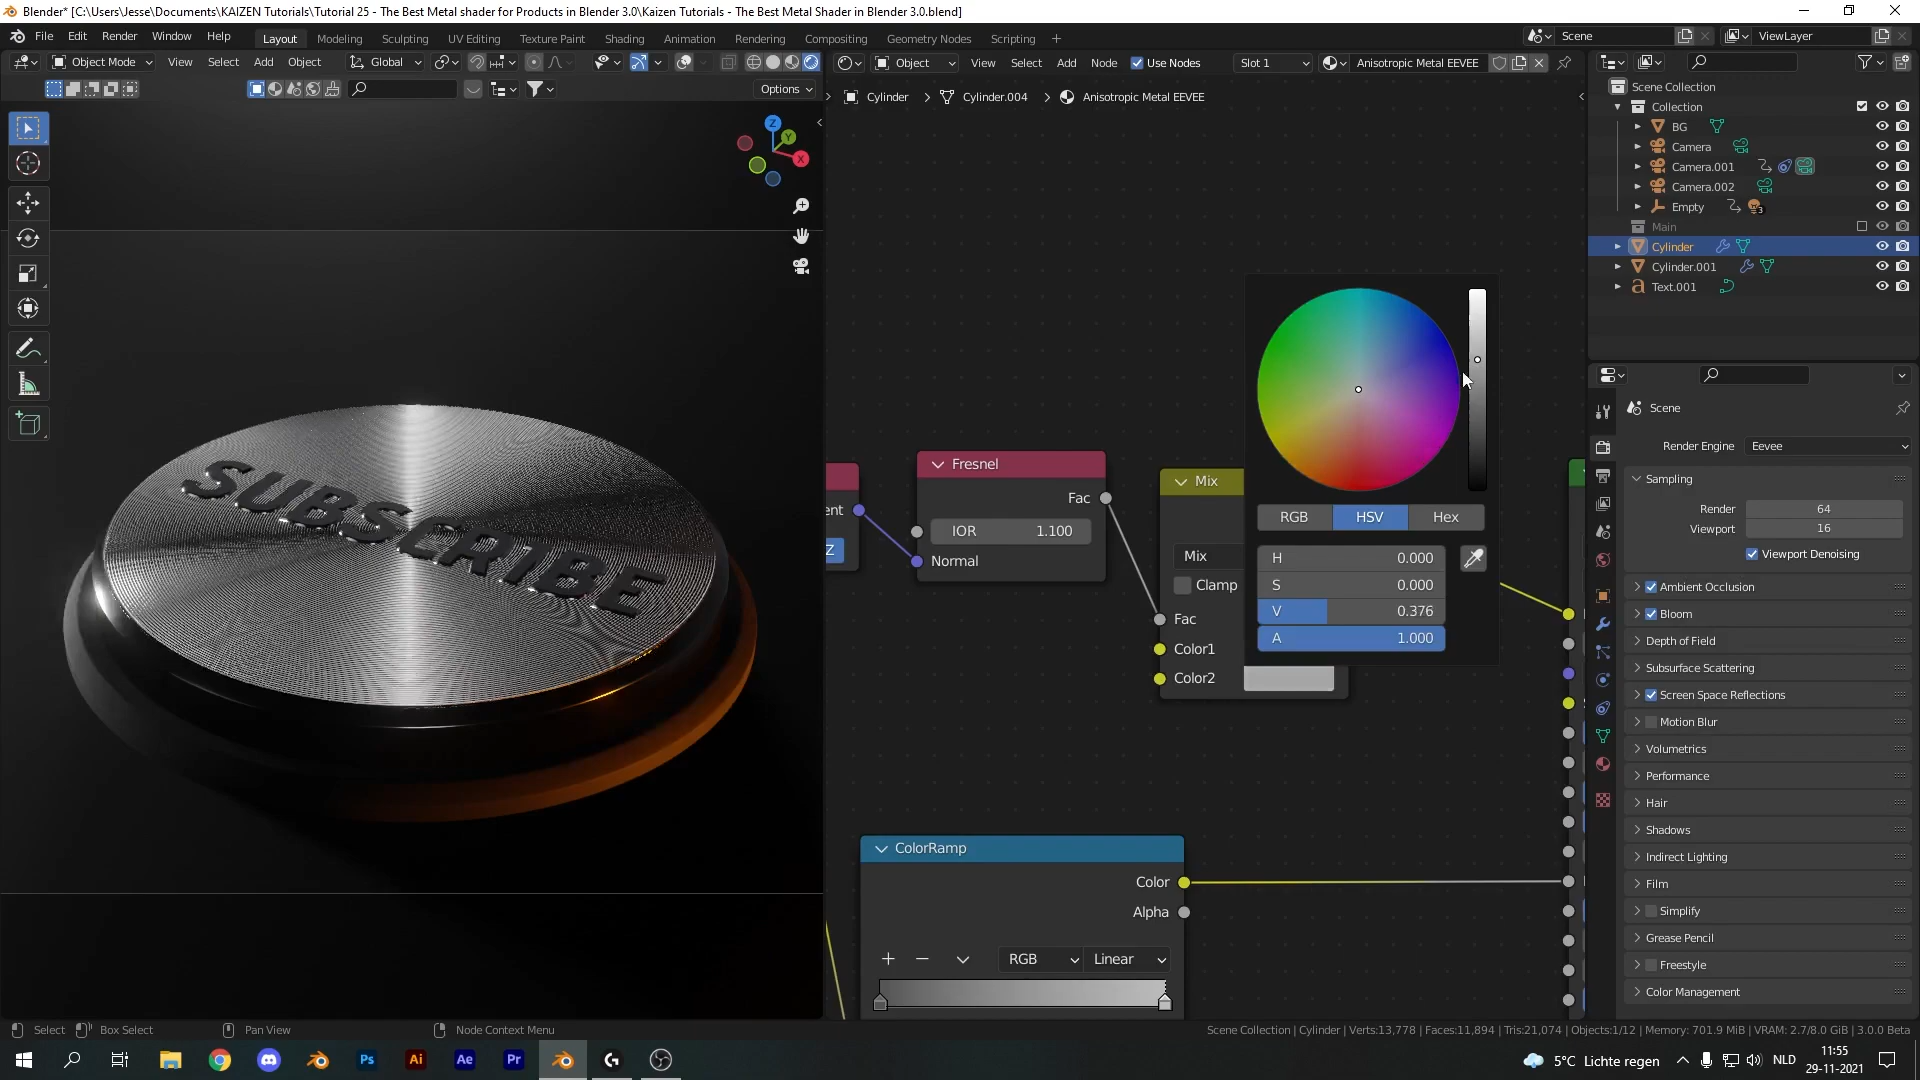 Blender* [C:\Users\Jesse\Documents\KAIZEN Tutorials\Tutorial 25 - The Best Metal shader for Products in Blender 3.0\Kaizen Tutorials - The Best Metal Shader in Blender 3.0.blend]
File Edit Render Window Help Layout Modeling Sculpting UV Editing Texture Paint Shading Animation Rendering Compositing Geometry Nodes Scripting + Scene ViewLayer
Object Mode View Select Add Object Global Object View Select Add Node Use Nodes Slot 1 Anisotropic Metal EEVEE
Options
Cylinder > Cylinder.004 > Anisotropic Metal EEVEE
Scene Collection
Collection
BG
Camera
Camera.001
Camera.002
Empty
3
Main
Cylinder
Cylinder.001
Text.001
Z
Y
X
SUBSCRIBE
ent
Z
Fresnel
Fac
IOR 1.100
Normal
Mix
Mix
Clamp
Fac
Color1
Color2
RGB HSV Hex
H 0.000
S 0.000
V 0.376
A 1.000
ColorRamp
Color
Alpha
RGB Linear
Scene
Render Engine Eevee
Sampling
Render 64
Viewport 16
Viewport Denoising
Ambient Occlusion
Bloom
Depth of Field
Subsurface Scattering
Screen Space Reflections
Motion Blur
Volumetrics
Performance
Hair
Shadows
Indirect Lighting
Film
Simplify
Grease Pencil
Freestyle
Color Management
Select Box Select Pan View Node Context Menu Scene Collection | Cylinder | Verts:13,778 | Faces:11,894 | Tris:21,074 | Objects:1/12 | Memory: 701.9 MiB | VRAM: 2.7/8.0 GiB | 3.0.0 Beta
Ps Ai Ae Pr 5°C Lichte regen NLD 11:55
29-11-2021